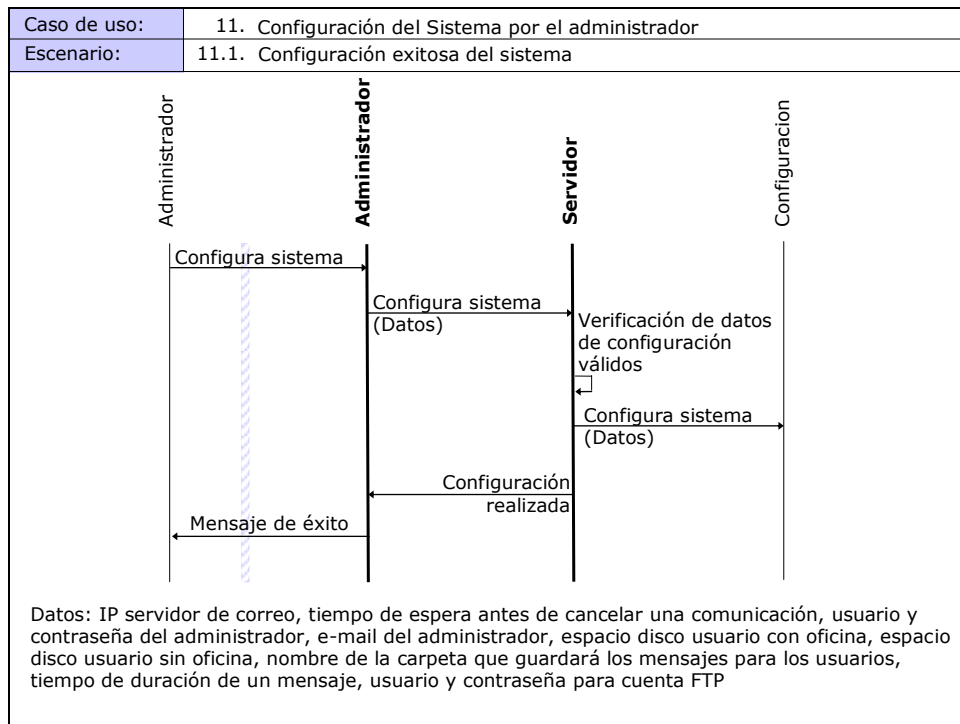 Caso de uso: 11. Configuración del Sistema por el administrador
Escenario: 11.1. Configuración exitosa del sistema
Administrador
Administrador
Servidor
Configuracion
Configura sistema
Configura sistema
(Datos)
Verificación de datos
de configuración
válidos
Configura sistema
(Datos)
Configuración
realizada
Mensaje de éxito
Datos: IP servidor de correo, tiempo de espera antes de cancelar una comunicación, usuario y
contraseña del administrador, e-mail del administrador, espacio disco usuario con oficina, espacio
disco usuario sin oficina, nombre de la carpeta que guardará los mensajes para los usuarios,
tiempo de duración de un mensaje, usuario y contraseña para cuenta FTP